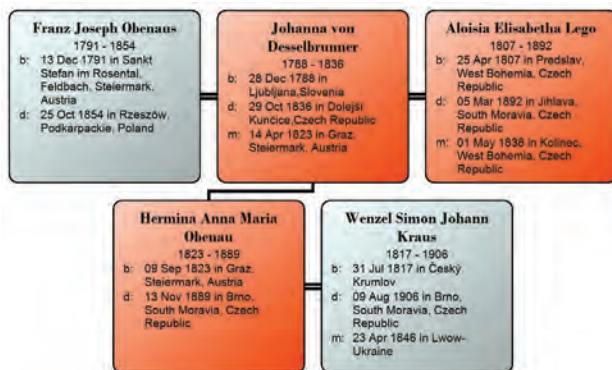 Franz Joseph Obenaus
1791 - 1854
b: 13 Dec 1791 in Sankt
Stefan im Rosental,
Feldbach, Steiermark,
Austria
d: 25 Oct 1854 in Rzeszów,
Podkarpackie, Poland
Johanna von
Desselbrunner
1788 - 1836
b: 28 Dec 1788 in
Ljubljana,Slovenia
d: 29 Oct 1836 in Dolejší
Kunčice,Czech Republic
m: 14 Apr 1823 in Graz,
Steiermark, Austria
Aloisia Elisabetha Lego
1807 - 1892
b: 25 Apr 1807 in Predslav,
West Bohemia, Czech
Republic
d: 05 Mar 1892 in Jihlava,
South Moravia, Czech
Republic
m: 01 May 1838 in Kolinec,
West Bohemia, Czech
Republic
Hermina Anna Maria
Obenau
1823 - 1889
b: 09 Sep 1823 in Graz,
Steiermark, Austria
d: 13 Nov 1889 in Brno,
South Moravia, Czech
Republic
Wenzel Simon Johann
Kraus
1817 - 1906
b: 31 Jul 1817 in Český
Krumlov
d: 09 Aug 1906 in Brno,
South Moravia, Czech
Republic
m: 23 Apr 1846 in Lwow-
Ukraine